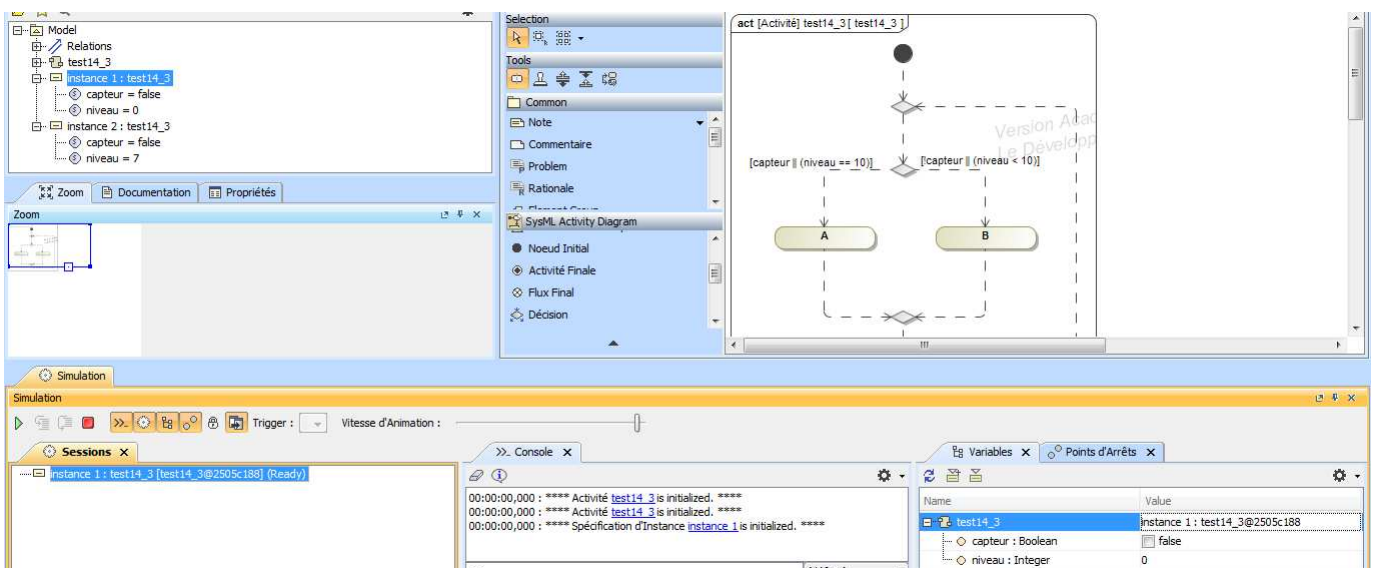 Model
Relations
test14_3
instance 1 : test14_3
capteur = false
niveau = 0
instance 2 : test14_3
capteur = false
niveau = 7
Zoom
Documentation
Propriétés
Zoom
Selection
Tools
Common
Note
Commentaire
Problem
Rationale
SysML Activity Diagram
Noeud Initial
Activité Finale
Flux Final
Décision
act [Activité] test14_3 [ test14_3 ]
Version Aca
Le Développ
[capteur || (niveau == 10)]
[!capteur || (niveau < 10)]
A
B
Simulation
Simulation
Trigger :
Vitesse d'Animation :
Sessions
instance 1 : test14_3 [test14_3@2505c188] (Ready)
Console
00:00:00,000 : **** Activité test14_3 is initialized. ****
00:00:00,000 : **** Activité test14_3 is initialized. ****
00:00:00,000 : **** Spécification d'Instance instance 1 is initialized. ****
Variables
Points d'Arrêts
Name
Value
test14_3
instance 1 : test14_3@2505c188
capteur : Boolean
false
niveau : Integer
0